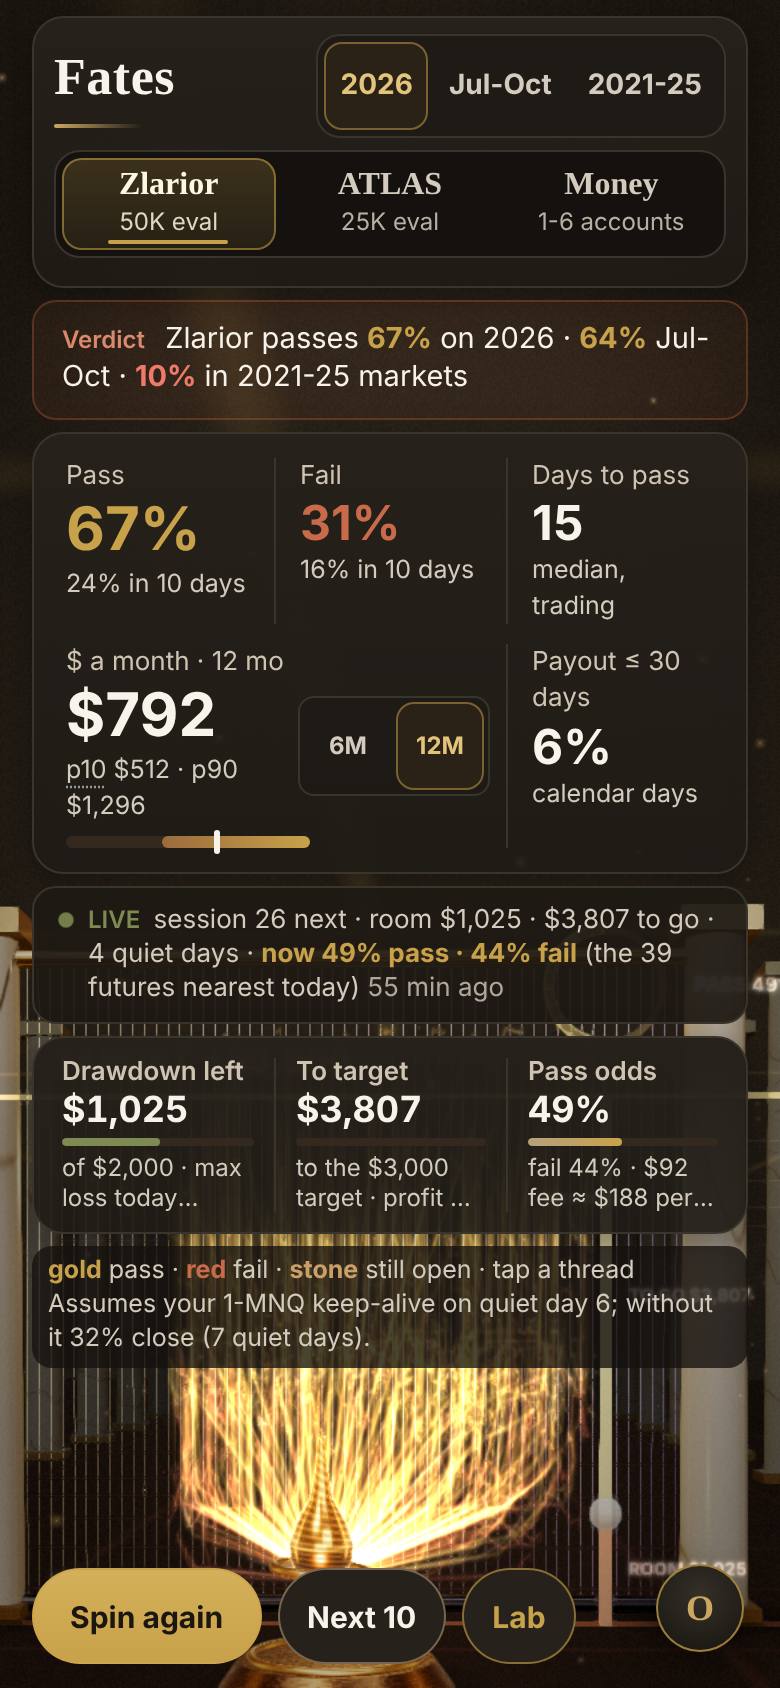 Fates
2026 Jul-Oct 2021-25
Zlarior ATLAS Money
50K eval 25K eval 1-6 accounts
Verdict Zlarior passes 67% on 2026 · 64% Jul-
Oct · 10% in 2021-25 markets
Pass Fail Days to pass
67% 31% 15
24% in 10 days 16% in 10 days median,
trading
$ a month · 12 mo Payout ≤ 30
days
$792 6M 12M 6%
p10 $512 · p90 calendar days
$1,296
LIVE session 26 next · room $1,025 · $3,807 to go ·
4 quiet days · now 49% pass · 44% fail (the 39
futures nearest today) 55 min ago
Drawdown left To target Pass odds
$1,025 $3,807 49%
of $2,000 · max to the $3,000 fail 44% · $92
loss today... target · profit ... fee ≈ $188 per...
gold pass · red fail · stone still open · tap a thread
Assumes your 1-MNQ keep-alive on quiet day 6; without
it 32% close (7 quiet days).
Spin again Next 10 Lab O